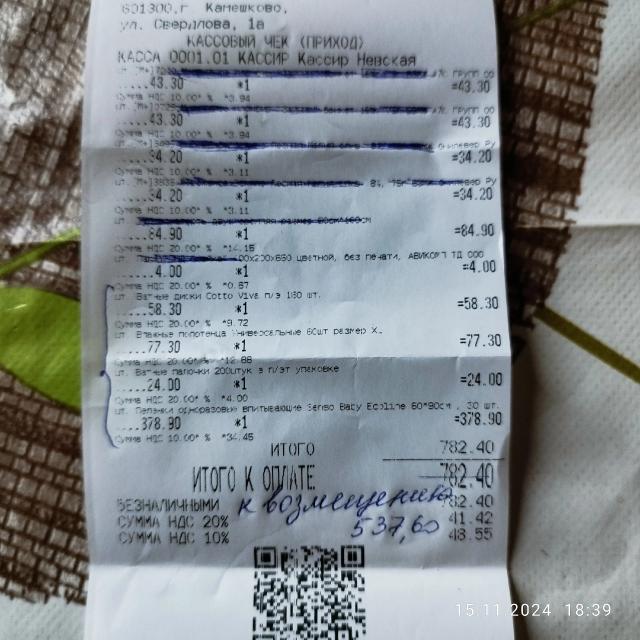 601300,г Камешково,
ул. Свердлова, 1а
КАССОВЫЙ ЧЕК (ПРИХОД)
КАССА 0001.01 КАССИР Кассир Невская
43.30 *1 =43.30
Сумма НДС 10.00* % *3.94
43.30 *1 =43.30
Сумма НДС 10.00* % *3.94
34.20 *1 =34.20
Сумма НДС 10.00* % *3.11
34.20 *1 =34.20
Сумма НДС 10.00* % *3.11
84.90 *1 =84.90
Сумма НДС 20.00* % *14.15
цветной, без печати, АВИКОМП ТД ООО
4.00 *1 =4.00
Сумма НДС 20.00* % *0.67
шт. Ватные диски Cotto Viva п/э 150 шт.
58.30 *1 =58.30
Сумма НДС 20.00* % *9.72
шт. Влажные полотенца Универсальные 60шт размер X.
77.30 *1 =77.30
Сумма НДС 20.00* % *12.88
шт. Ватные палочки 200штук в п/эт упаковке
24.00 *1 =24.00
Сумма НДС 20.00* % *4.00
шт. Пеленки одноразовые впитывающие Senso Baby Ecoline 60*90см , 30 шт.
378.90 *1 =378.90
Сумма НДС 10.00* % *34.45
ИТОГО 782.40
ИТОГО К ОПЛАТЕ 782.40
БЕЗНАЛИЧНЫМИ 782.40
к возмещению
СУММА НДС 20% 41.42
537,60
СУММА НДС 10% 48.55
15.11.2024 18:39